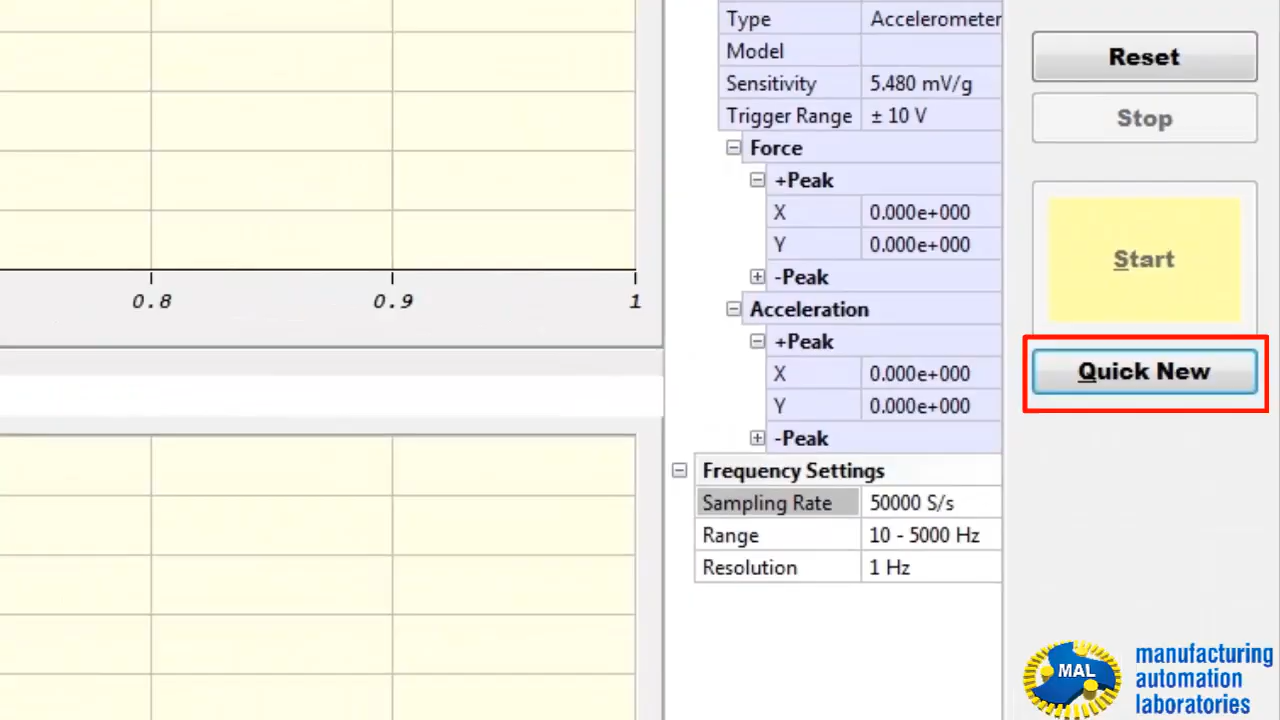 Type Accelerometer
Model
Sensitivity 5.480 mV/g
Trigger Range ± 10 V
Force
+Peak
X 0.000e+000
Y 0.000e+000
-Peak
Acceleration
+Peak
X 0.000e+000
Y 0.000e+000
-Peak
Frequency Settings
Sampling Rate 50000 S/s
Range 10 - 5000 Hz
Resolution 1 Hz
0.8 0.9 1
Reset
Stop
Start
Quick New
MAL
manufacturing
automation
laboratories